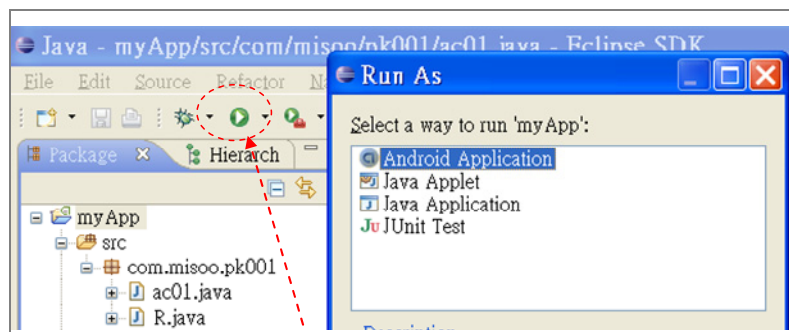 Java - myApp/src/com/misoo/pk001/ac01.java - Eclipse SDK
File Edit Source Refactor
Run As
Select a way to run 'myApp':
Android Application
Java Applet
Java Application
JUnit Test
Package
Hierarch
myApp
src
com.misoo.pk001
ac01.java
R.java
Description